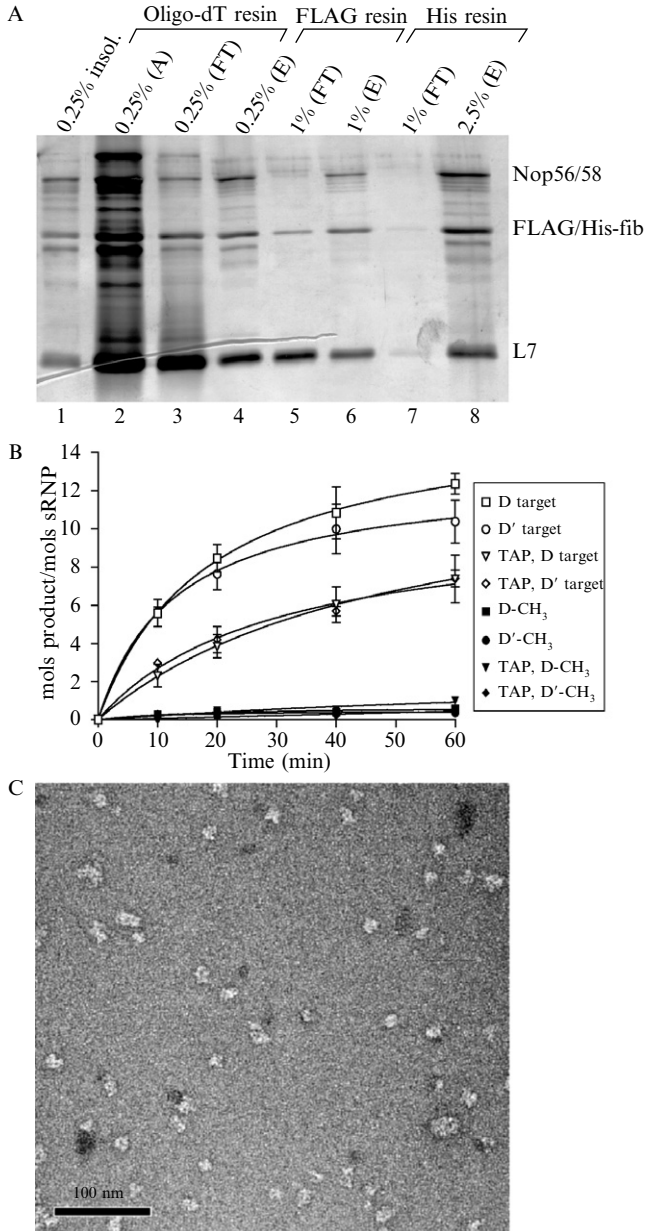 A
Oligo-dT resin FLAG resin His resin
0.25% insol. 0.25% (A) 0.25% (FT) 0.25% (E) 1% (FT) 1% (E) 1% (FT) 2.5% (E)
Nop56/58
FLAG/His-fib
L7
1 2 3 4 5 6 7 8
B
mols product/mols sRNP
14
12
10
8
6
4
2
0
0 10 20 30 40 50 60
Time (min)
D target
D′ target
TAP, D target
TAP, D′ target
D-CH₃
D′-CH₃
TAP, D-CH₃
TAP, D′-CH₃
C
100 nm